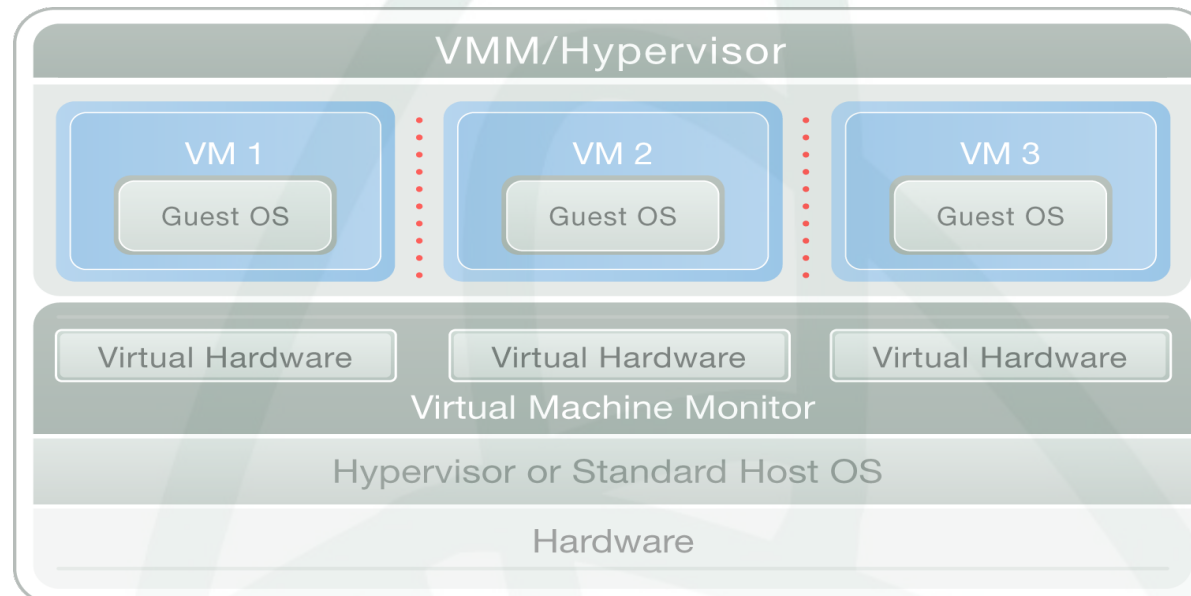 VMM/Hypervisor
VM 1
VM 2
VM 3
Guest OS
Guest OS
Guest OS
Virtual Hardware
Virtual Hardware
Virtual Hardware
Virtual Machine Monitor
Hypervisor or Standard Host OS
Hardware